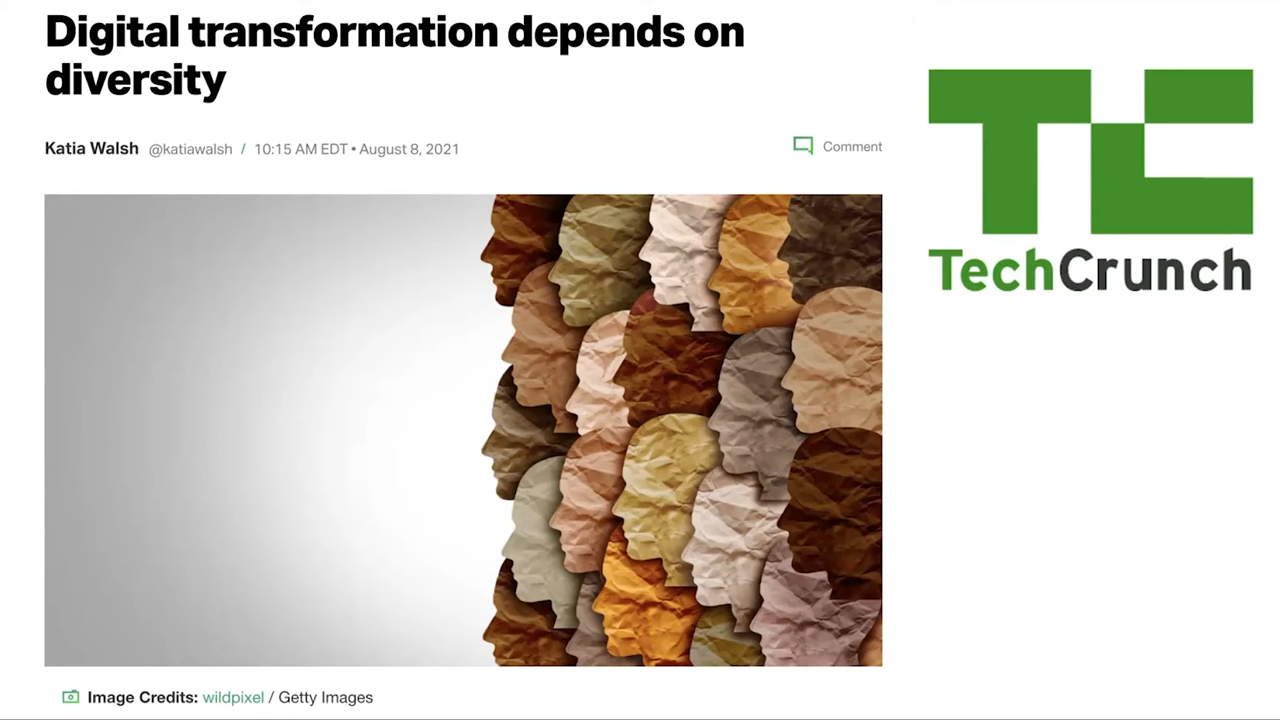 Digital transformation depends on
diversity
Katia Walsh @katiawalsh / 10:15 AM EDT • August 8, 2021
Comment
TC
TechCrunch
Image Credits: wildpixel / Getty Images